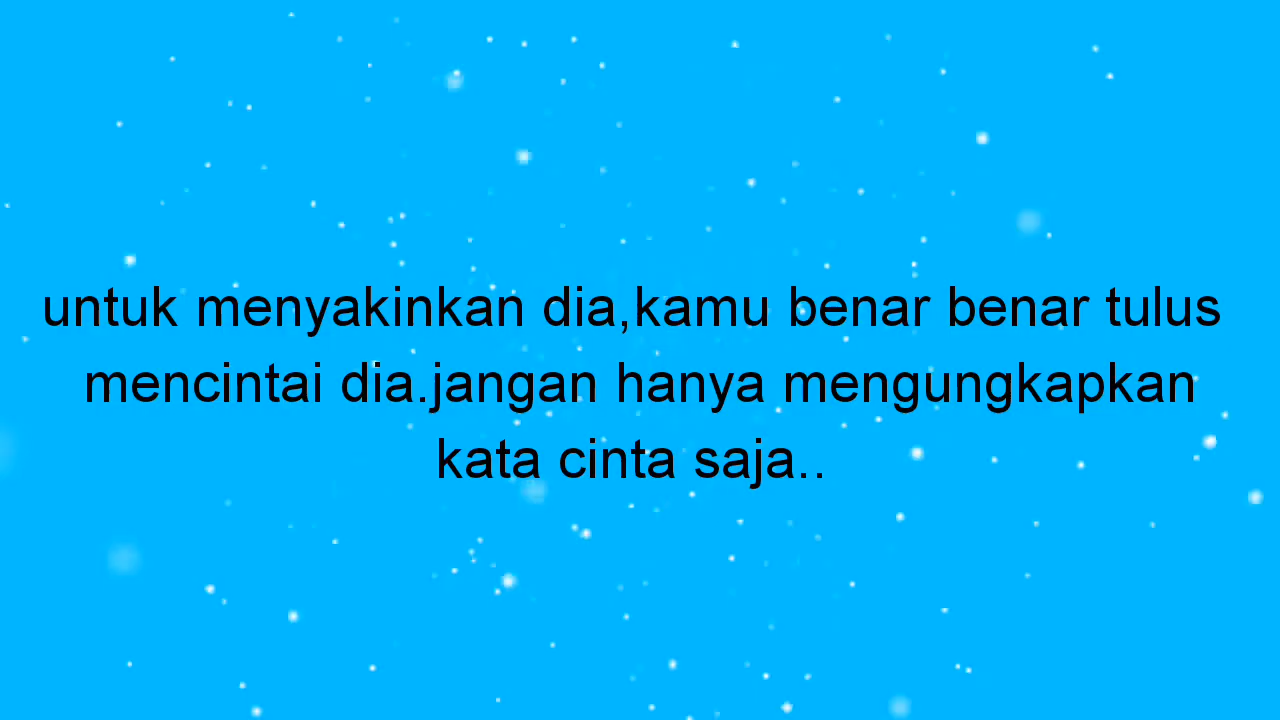 untuk menyakinkan dia,kamu benar benar tulus
mencintai dia.jangan hanya mengungkapkan
kata cinta saja..